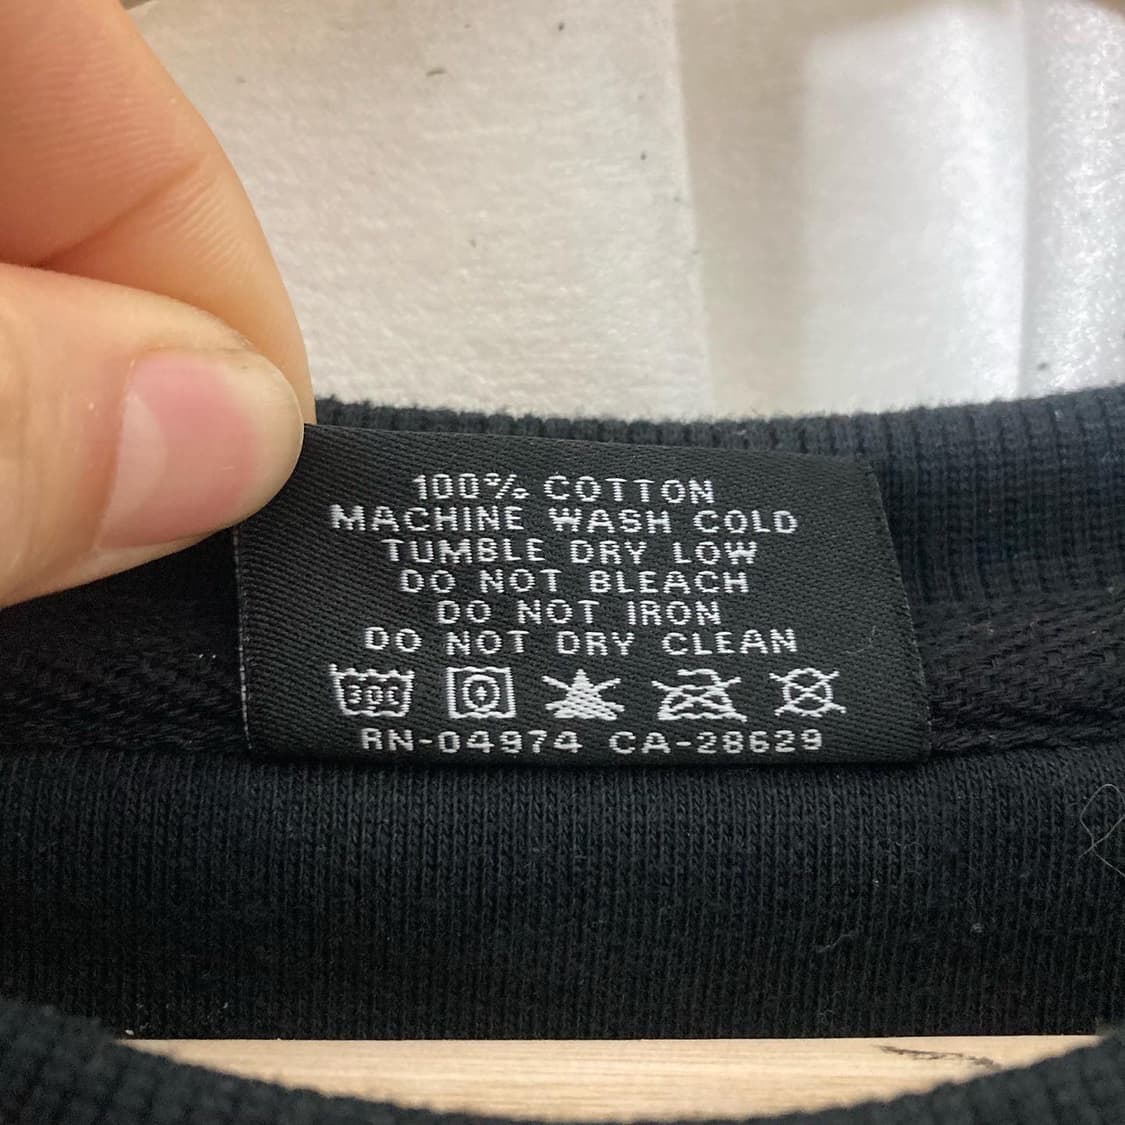 100% COTTON
MACHINE WASH COLD
TUMBLE DRY LOW
DO NOT BLEACH
DO NOT IRON
DO NOT DRY CLEAN
30C
RN-04974 CA-28629